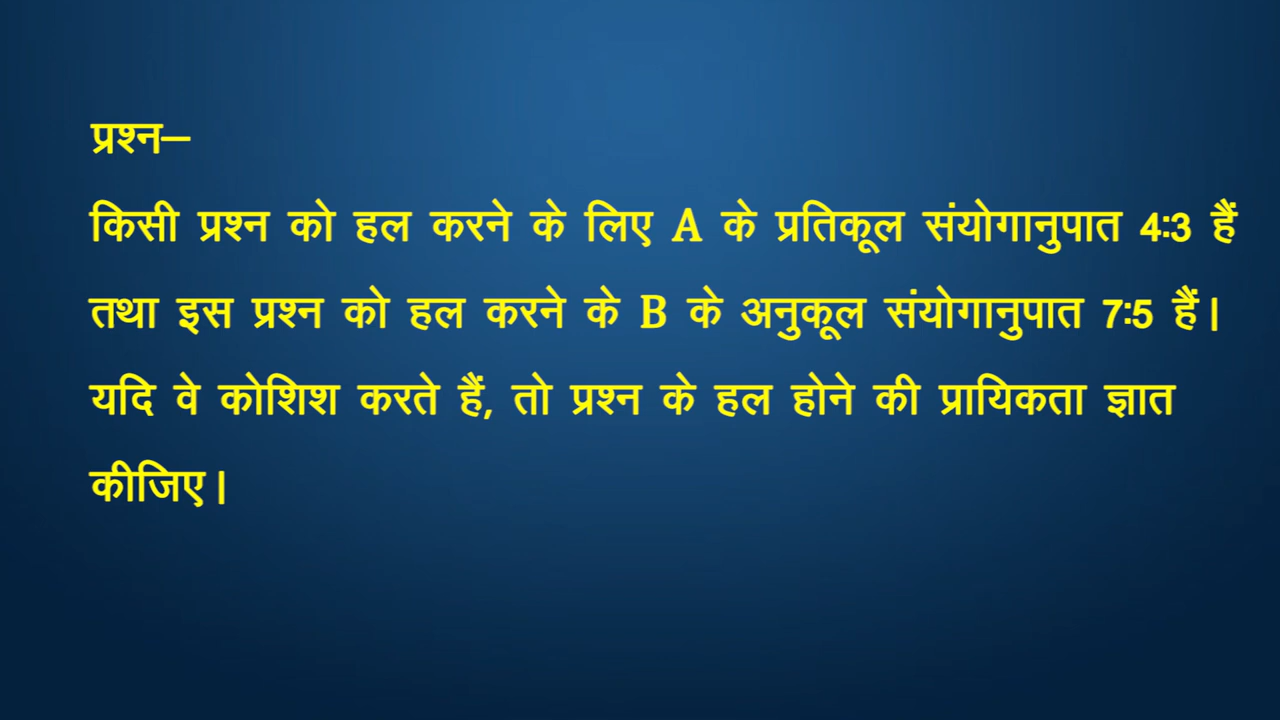 प्रश्न—
किसी प्रश्न को हल करने के लिए A के प्रतिकूल संयोगानुपात 4:3 हैं
तथा इस प्रश्न को हल करने के B के अनुकूल संयोगानुपात 7:5 हैं।
यदि वे कोशिश करते हैं, तो प्रश्न के हल होने की प्रायिकता ज्ञात
कीजिए।